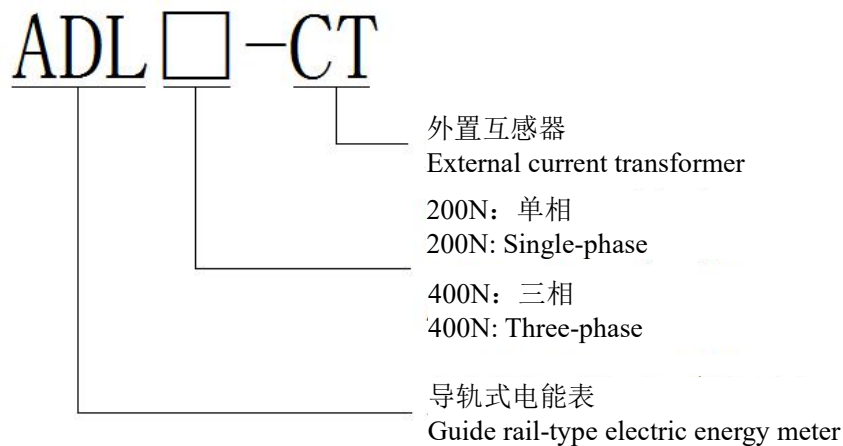 ADL□-CT
外置互感器
External current transformer
200N：单相
200N: Single-phase
400N：三相
400N: Three-phase
导轨式电能表
Guide rail-type electric energy meter